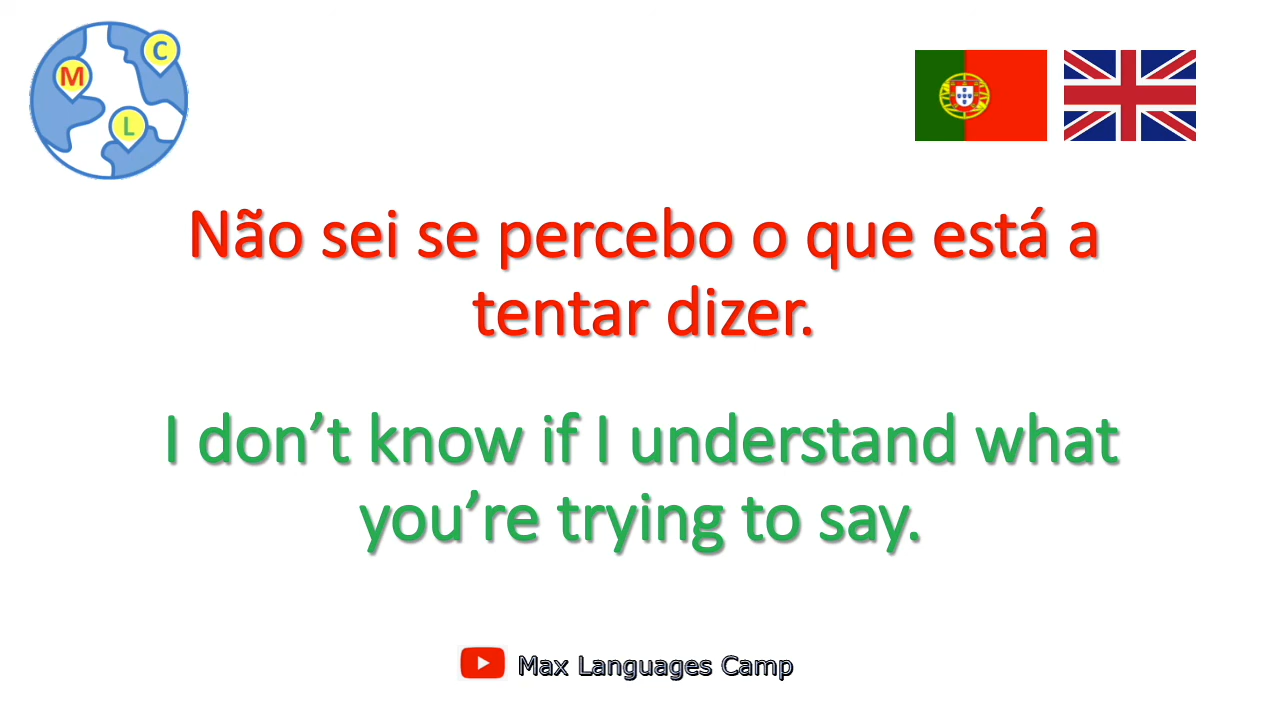 M
C
L
Não sei se percebo o que está a
tentar dizer.
I don’t know if I understand what
you’re trying to say.
Max Languages Camp